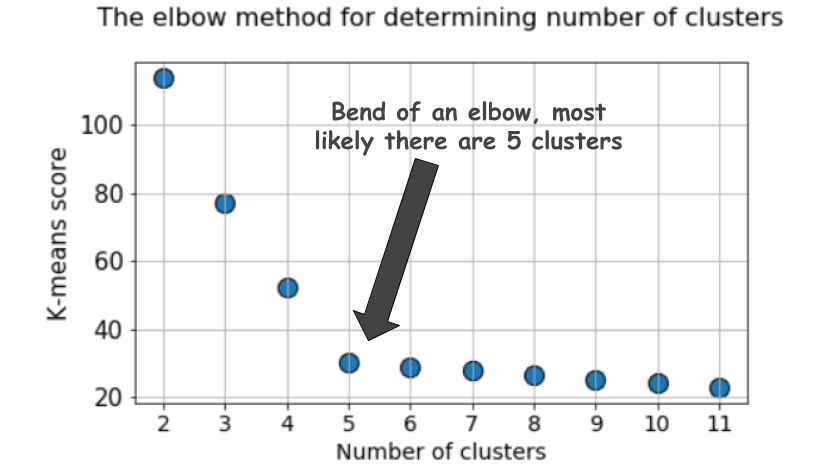 The elbow method for determining number of clusters
Bend of an elbow, most
likely there are 5 clusters
K-means score
100
80
60
40
20
2 3 4 5 6 7 8 9 10 11
Number of clusters